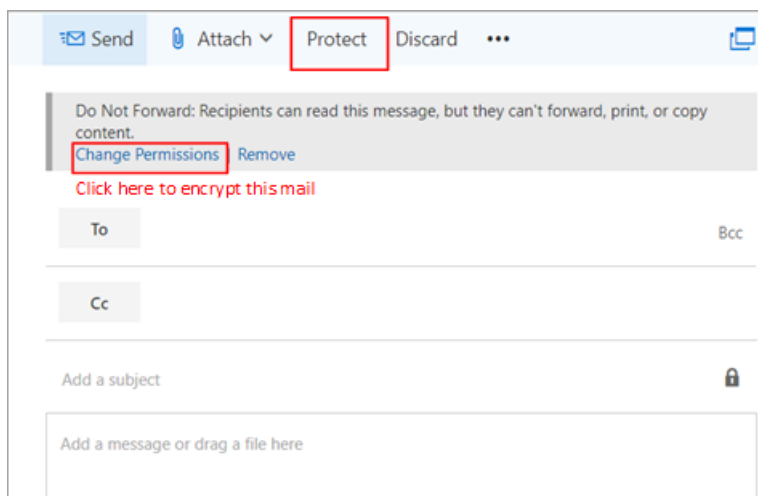 Send Attach Protect Discard •••
Do Not Forward: Recipients can read this message, but they can't forward, print, or copy
content.
Change Permissions | Remove
Click here to encrypt this mail
To Bcc
Cc
Add a subject
Add a message or drag a file here